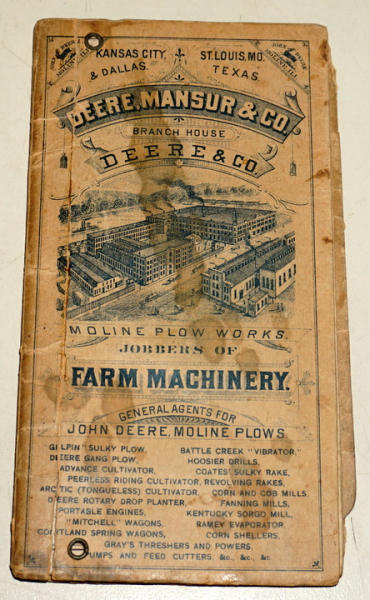 KANSAS CITY, ST. LOUIS, MO.
& DALLAS, TEXAS.
DEERE, MANSUR & CO.
BRANCH HOUSE
DEERE & CO.
MOLINE PLOW WORKS.
JOBBERS OF
FARM MACHINERY.
GENERAL AGENTS FOR
JOHN DEERE, MOLINE PLOWS.
GILPIN" SULKY PLOW, BATTLE CREEK "VIBRATOR,"
DEERE GANG PLOW, HOOSIER DRILLS,
ADVANCE CULTIVATOR, COATES' SULKY RAKE,
PEERLESS RIDING CULTIVATOR, REVOLVING RAKES,
ARCTIC (TONGUELESS) CULTIVATOR, CORN AND COB MILLS
DEERE ROTARY DROP PLANTER, FANNING MILLS,
PORTABLE ENGINES, KENTUCKY SORGO MILL,
"MITCHELL" WAGONS, RAMEY EVAPORATOR
CORTLAND SPRING WAGONS, CORN SHELLERS,
GRAY'S THRESHERS AND POWERS,
PUMPS AND FEED CUTTERS, &c., &c., &c